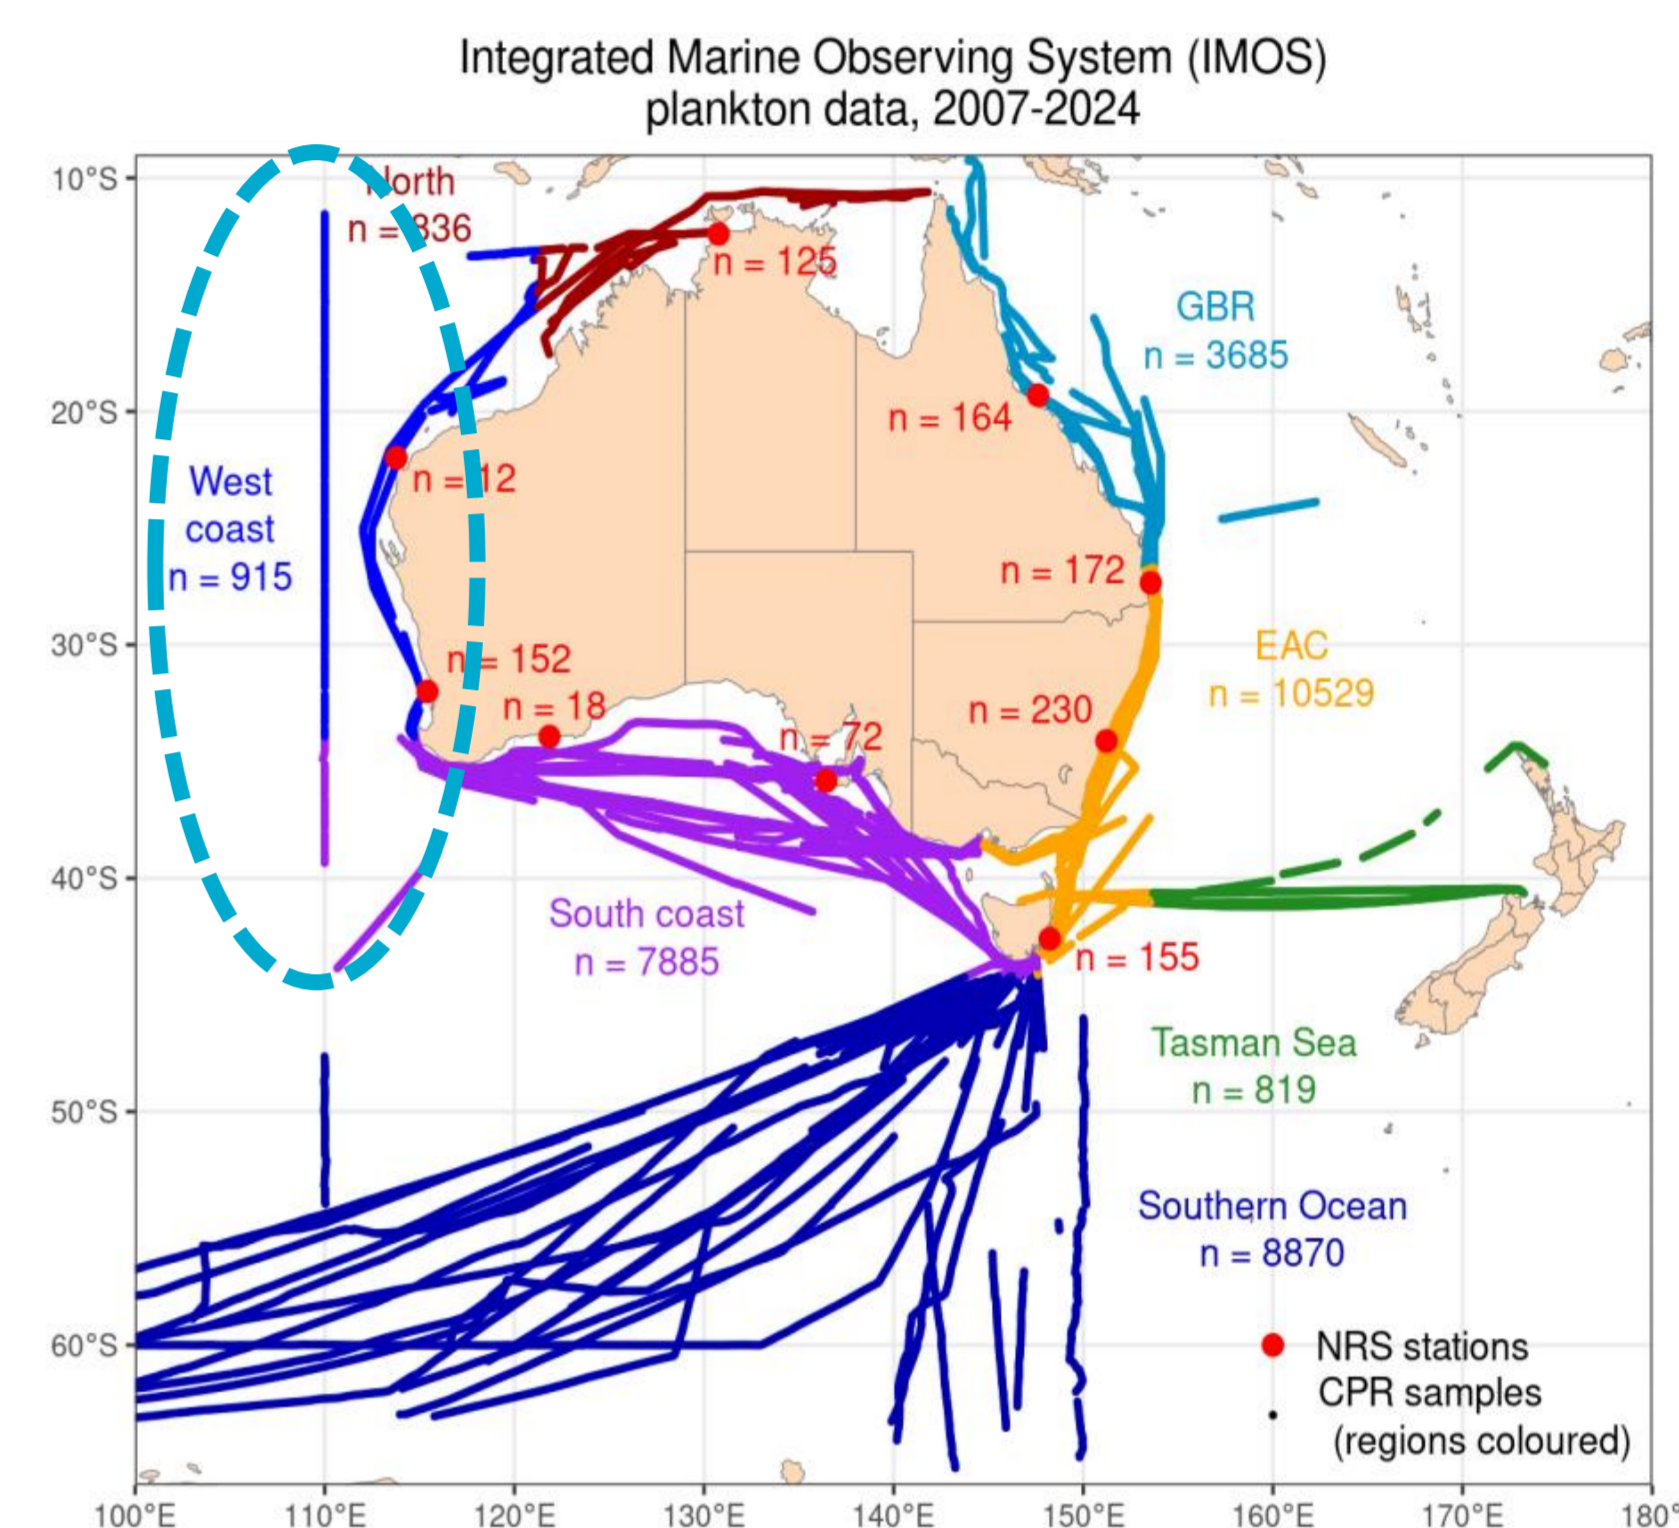 Integrated Marine Observing System (IMOS)
plankton data, 2007-2024
10°S
20°S
30°S
40°S
50°S
60°S
North
n = 836
n = 125
GBR
n = 3685
n = 164
West
coast
n = 915
n = 12
n = 172
n = 152
n = 18
EAC
n = 10529
n = 230
n = 72
South coast
n = 7885
n = 155
Tasman Sea
n = 819
Southern Ocean
n = 8870
NRS stations
CPR samples
(regions coloured)
100°E
110°E
120°E
130°E
140°E
150°E
160°E
170°E
180°